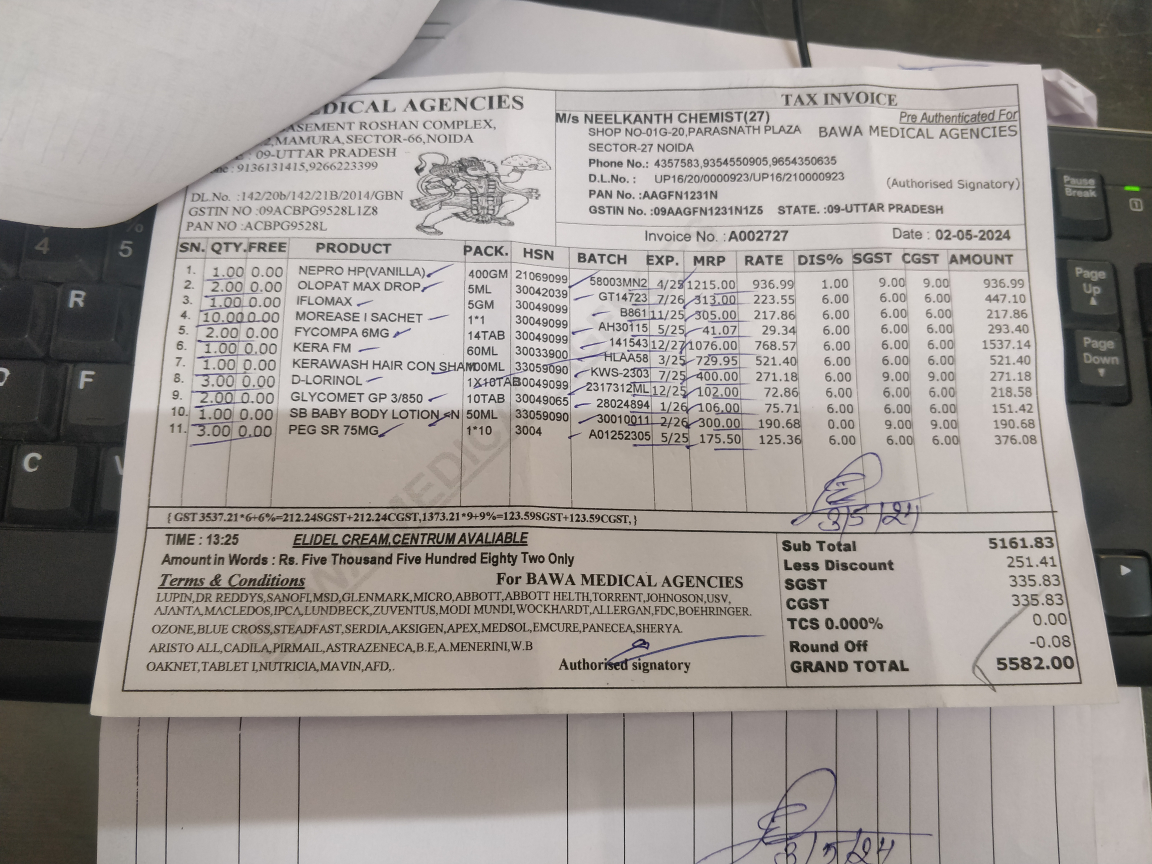 EDICAL AGENCIES
ASEMENT ROSHAN COMPLEX,
MAMURA, SECTOR-66,NOIDA
09-UTTAR PRADESH
: 9136131415,9266223399
DL.No. :142/20b/142/21B/2014/GBN
GSTIN NO :09ACBPG9528L1Z8
PAN NO :ACBPG9528L
TAX INVOICE
M/s NEELKANTH CHEMIST(27)
SHOP NO-01G-20,PARASNATH PLAZA
SECTOR-27 NOIDA
Phone No.: 4357583,9354550905,9654350635
D.L.No. : UP16/20/0000923/UP16/210000923
PAN No.: AAGFN1231N
GSTIN No. :09AAGFN1231N1Z5 STATE. :09-UTTAR PRADESH
Pre Authenticated For
BAWA MEDICAL AGENCIES
(Authorised Signatory)
Invoice No. :A002727 Date : 02-05-2024
SN. QTY. FREE PRODUCT PACK. HSN BATCH EXP. MRP RATE DIS% SGST CGST AMOUNT
1. 1.00 0.00 NEPRO HP(VANILLA) 400GM 21069099 58003MN2 4/25 1215.00 936.99 1.00 9.00 9.00 936.99
2. 2.00 0.00 OLOPAT MAX DROP 5ML 30042039 GT14723 7/26 313.00 223.55 6.00 6.00 6.00 447.10
3. 1.00 0.00 IFLOMAX 5GM 30049099 B861 11/25 305.00 217.86 6.00 6.00 6.00 217.86
4. 10.00 0.00 MOREASE I SACHET 1*1 30049099 AH30115 5/25 41.07 29.34 6.00 6.00 6.00 293.40
5. 2.00 0.00 FYCOMPA 6MG 14TAB 30049099 141543 12/27 1076.00 768.57 6.00 6.00 6.00 1537.14
6. 1.00 0.00 KERA FM 60ML 30033900 HLAA58 3/25 729.95 521.40 6.00 6.00 6.00 521.40
7. 1.00 0.00 KERAWASH HAIR CON SHAM 100ML 33059090 KWS-2303 7/25 400.00 271.18 6.00 9.00 9.00 271.18
8. 3.00 0.00 D-LORINOL 1X10TAB 30049099 2317312ML 12/25 102.00 72.86 6.00 6.00 6.00 218.58
9. 2.00 0.00 GLYCOMET GP 3/850 10TAB 30049065 28024894 1/26 106.00 75.71 6.00 6.00 6.00 151.42
10. 1.00 0.00 SB BABY BODY LOTION -N 50ML 33059090 30010011 2/26 300.00 190.68 0.00 9.00 9.00 190.68
11. 3.00 0.00 PEG SR 75MG 1*10 3004 A01252305 5/25 175.50 125.36 6.00 6.00 6.00 376.08
3/5/24
{ GST 3537.21*6+6%=212.24SGST+212.24CGST,1373.21*9+9%=123.59SGST+123.59CGST, }
TIME : 13:25 ELIDEL CREAM,CENTRUM AVALIABLE
Amount in Words : Rs. Five Thousand Five Hundred Eighty Two Only
Terms & Conditions For BAWA MEDICAL AGENCIES
LUPIN,DR REDDYS,SANOFI,MSD,GLENMARK,MICRO,ABBOTT,ABBOTT HELTH,TORRENT,JOHNOSON,USV,
AJANTA,MACLEDOS,IPCA,LUNDBECK,ZUVENTUS,MODI MUNDI,WOCKHARDT,ALLERGAN,FDC,BOEHRINGER.
OZONE,BLUE CROSS,STEADFAST,SERDIA,AKSIGEN,APEX,MEDSOL,EMCURE,PANECEA,SHERYA.
ARISTO ALL,CADILA,PIRMAIL,ASTRAZENECA,B.E,A.MENERINI,W.B
OAKNET,TABLET I,NUTRICIA,MAVIN,AFD,.
Authorised signatory
Sub Total 5161.83
Less Discount 251.41
SGST 335.83
CGST 335.83
TCS 0.000% 0.00
Round Off -0.08
GRAND TOTAL 5582.00
3/5/24
Pause
Break
Page
Up
Page
Down
4
5
%
R
F
D
C